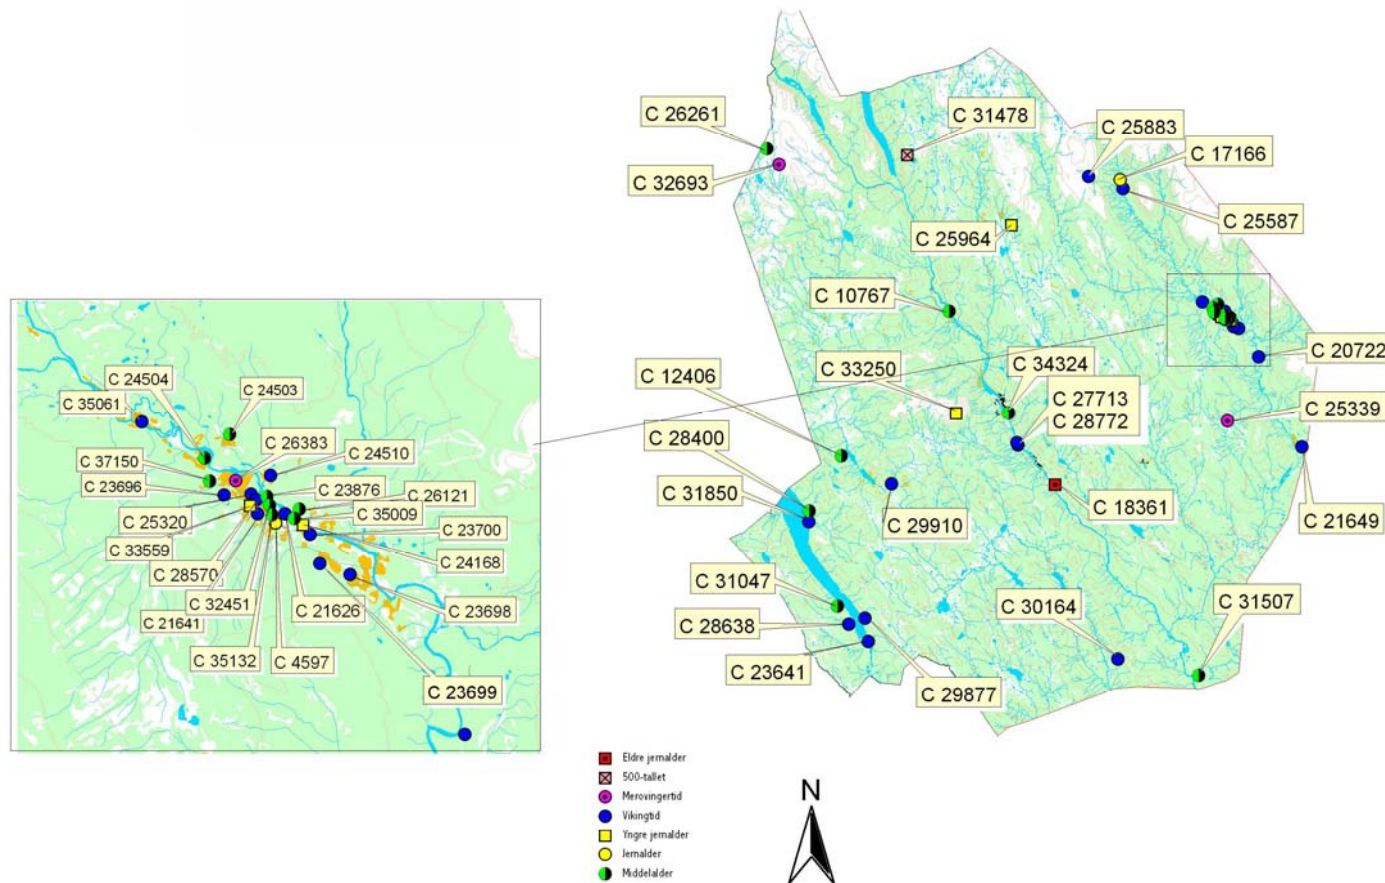 C 26261
C 31478
C 25883
C 17166
C 32693
C 25587
C 25964
C 10767
C 34324
C 33250
C 20722
C 12406
C 27713
C 28772
C 25339
C 28400
C 31850
C 18361
C 29910
C 21649
C 31047
C 30164
C 31507
C 28638
C 23641
C 29877
C 24504
C 24503
C 35061
C 26383
C 24510
C 37150
C 23696
C 23876
C 26121
C 25320
C 35009
C 33559
C 23700
C 28570
C 24168
C 32451
C 21626
C 23698
C 21641
C 35132
C 4597
C 23699
Eldre jernalder
500-tallet
Merovingertid
Vikingtid
Yngre jernalder
Jernalder
Middelalder
N